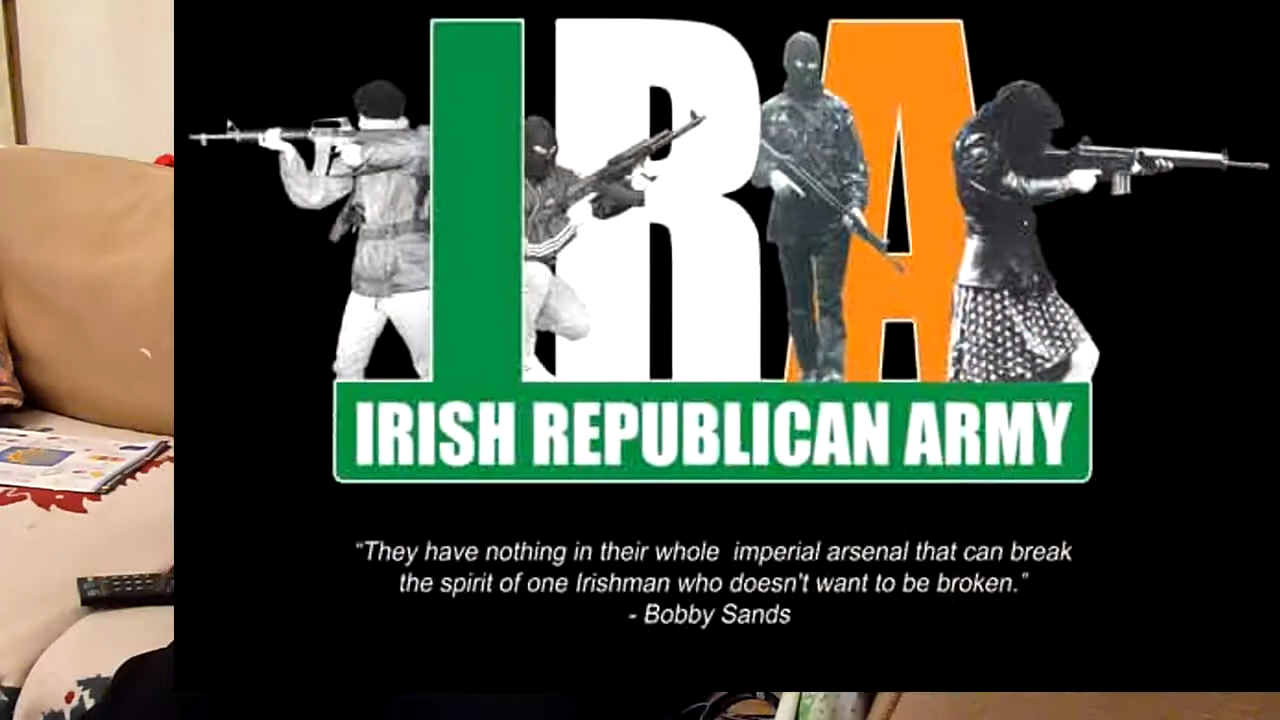 IRA
IRISH REPUBLICAN ARMY
"They have nothing in their whole imperial arsenal that can break
the spirit of one Irishman who doesn't want to be broken."
- Bobby Sands